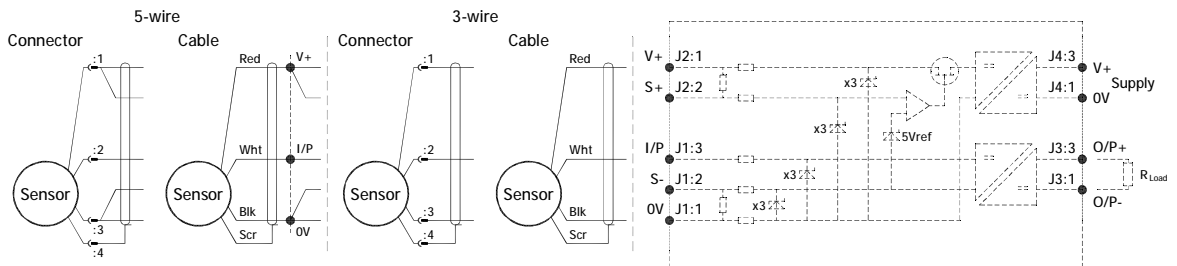 5-wire
3-wire
Connector
Cable
Connector
Cable
:1
:2
:3
:4
Sensor
Red
Wht
Blk
Scr
Sensor
V+
I/P
0V
:1
:2
:3
:4
Sensor
Red
Wht
Blk
Scr
Sensor
V+ J2:1
S+ J2:2
I/P J1:3
S- J1:2
0V J1:1
x3
x3
x3
x3
5Vref
J4:3 V+
Supply
J4:1 0V
J3:3 O/P+
RLoad
J3:1
O/P-